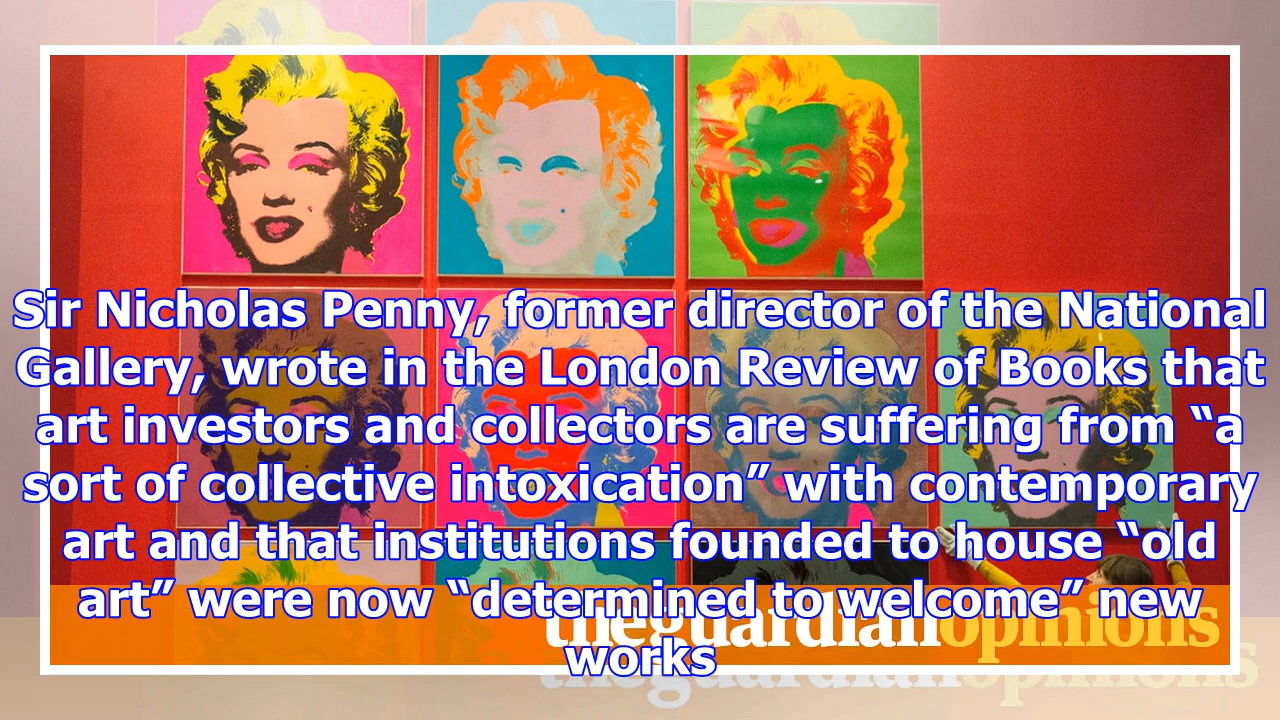 Sir Nicholas Penny, former director of the National
Gallery, wrote in the London Review of Books that
art investors and collectors are suffering from “a
sort of collective intoxication” with contemporary
art and that institutions founded to house “old
art” were now “determined to welcome” new
works
theguardianopinions
theguardianopinions